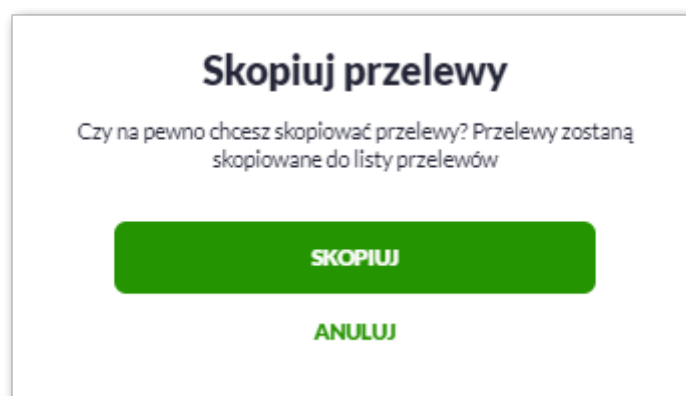 Skopiuj przelewy
Czy na pewno chcesz skopiować przelewy? Przelewy zostaną
skopiowane do listy przelewów
SKOPIUJ
ANULUJ